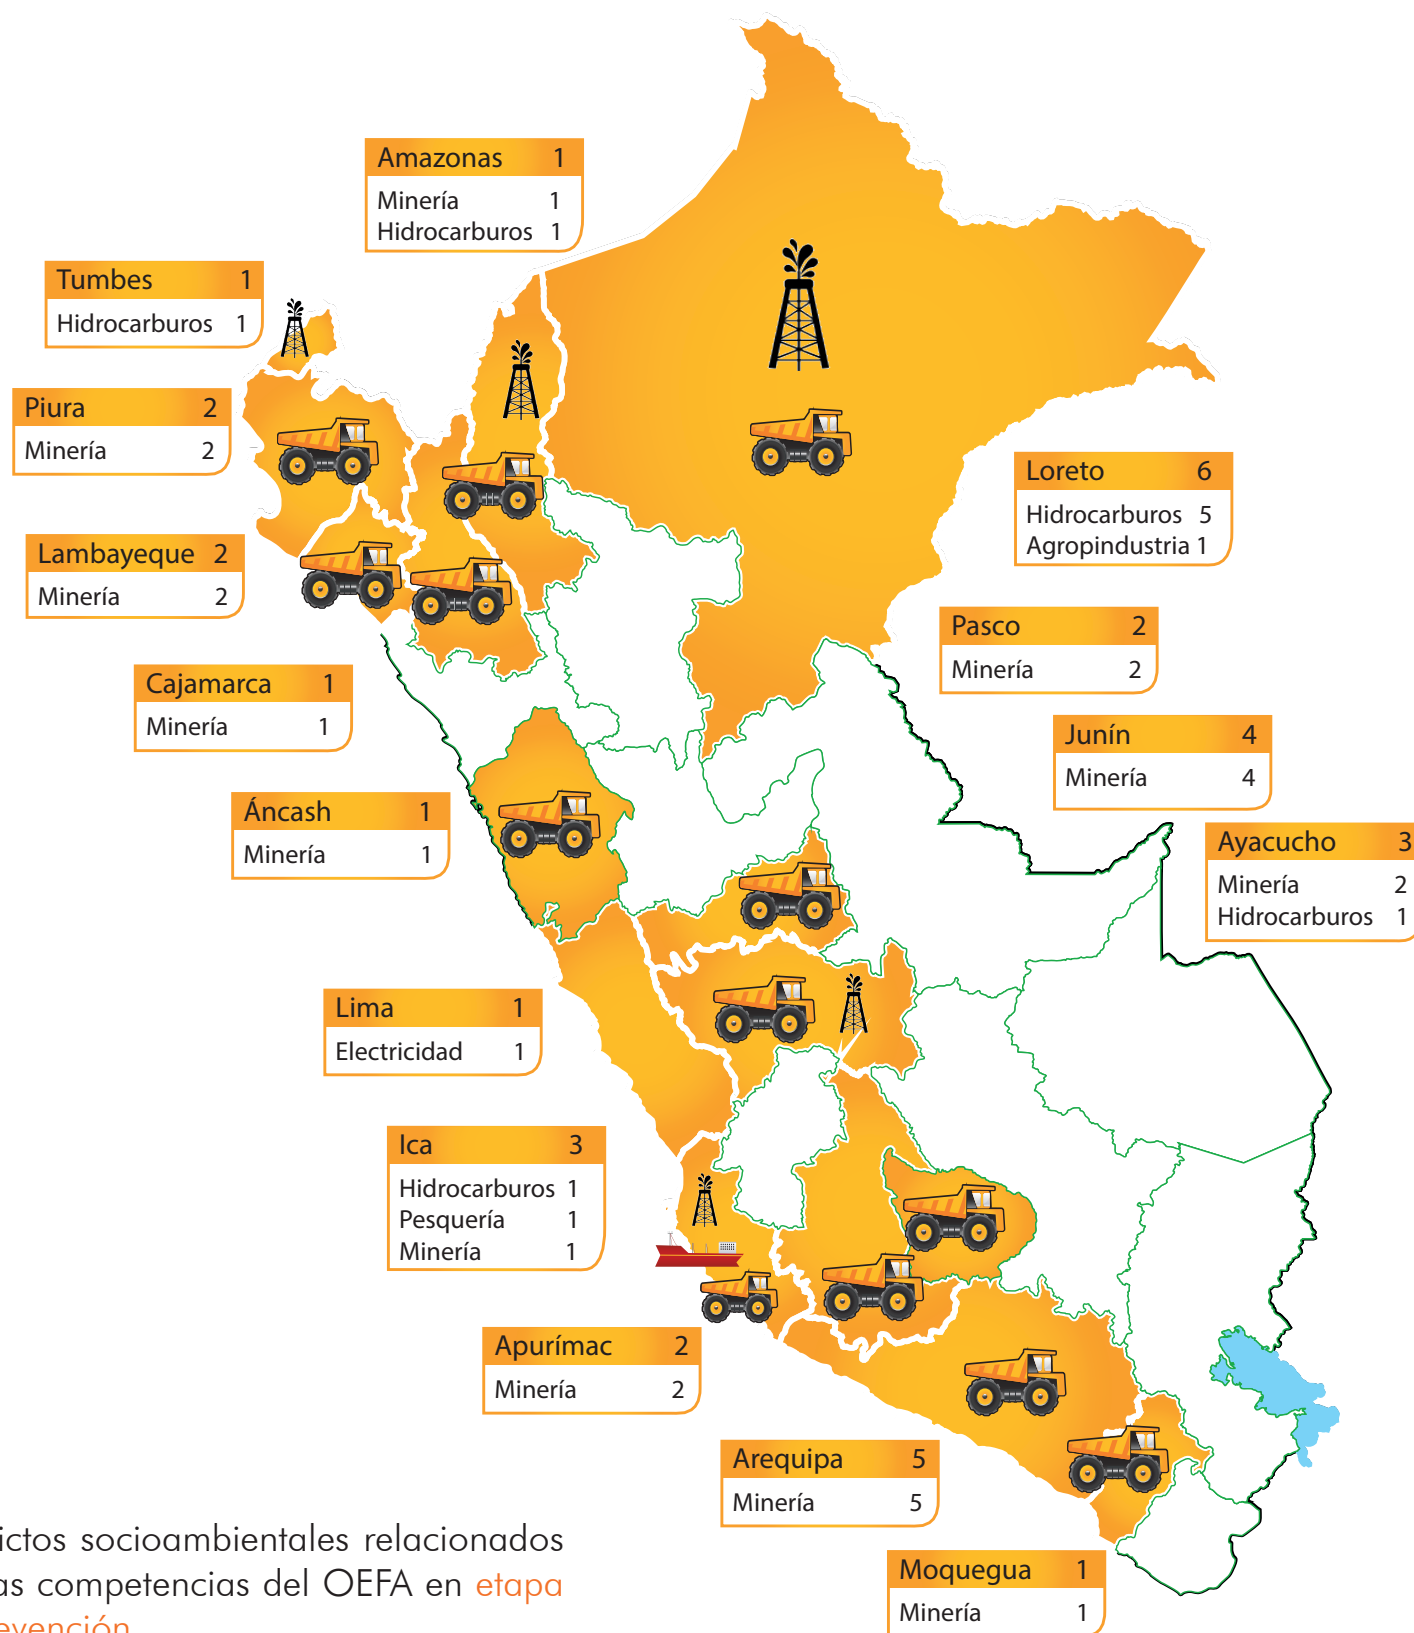 Amazonas 1
Minería 1
Hidrocarburos 1
Tumbes 1
Hidrocarburos 1
Piura 2
Minería 2
Loreto 6
Hidrocarburos 5
Agropindustria 1
Lambayeque 2
Minería 2
Pasco 2
Minería 2
Cajamarca 1
Minería 1
Junín 4
Minería 4
Áncash 1
Minería 1
Ayacucho 3
Minería 2
Hidrocarburos 1
Lima 1
Electricidad 1
Ica 3
Hidrocarburos 1
Pesquería 1
Minería 1
Apurímac 2
Minería 2
Arequipa 5
Minería 5
Moquegua 1
Minería 1
ictos socioambientales relacionados
as competencias del OEFA en etapa
evención